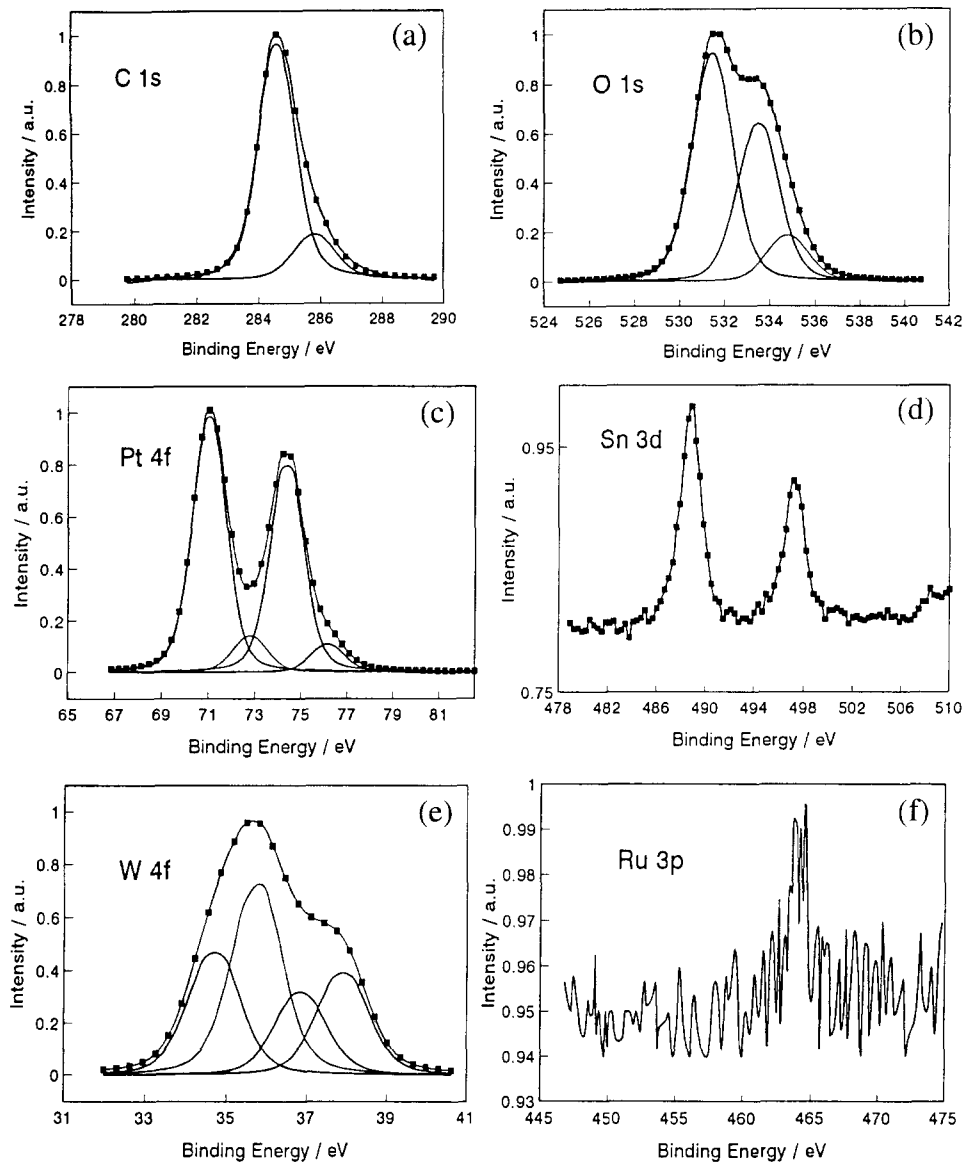 (a)
C 1s
1
0.8
0.6
0.4
0.2
0
Intensity / a.u.
278 280 282 284 286 288 290
Binding Energy / eV
(b)
O 1s
1
0.8
0.6
0.4
0.2
0
Intensity / a.u.
524 526 528 530 532 534 536 538 540 542
Binding Energy / eV
(c)
Pt 4f
1
0.8
0.6
0.4
0.2
0
Intensity / a.u.
65 67 69 71 73 75 77 79 81
Binding Energy / eV
(d)
Sn 3d
0.95
0.75
Intensity / a.u.
478 482 486 490 494 498 502 506 510
Binding Energy / eV
(e)
W 4f
1
0.8
0.6
0.4
0.2
0
Intensity / a.u.
31 33 35 37 39 41
Binding Energy / eV
(f)
Ru 3p
1
0.99
0.98
0.97
0.96
0.95
0.94
0.93
Intensity / a.u.
445 450 455 460 465 470 475
Binding Energy / eV